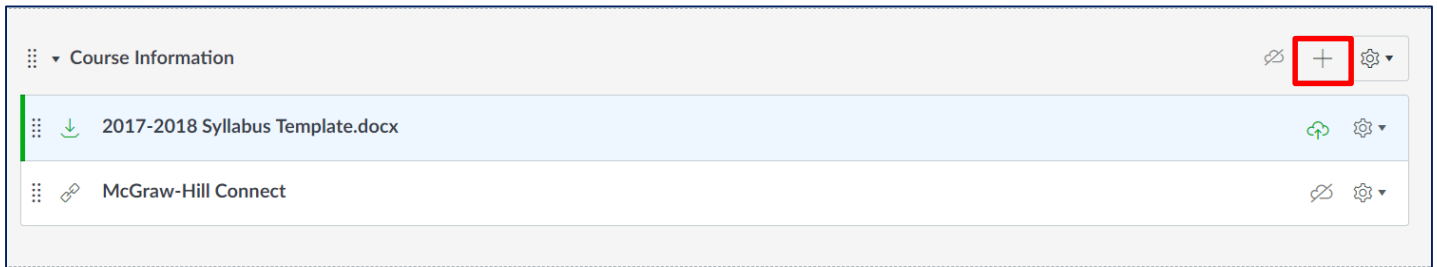 Course Information
2017-2018 Syllabus Template.docx
McGraw-Hill Connect